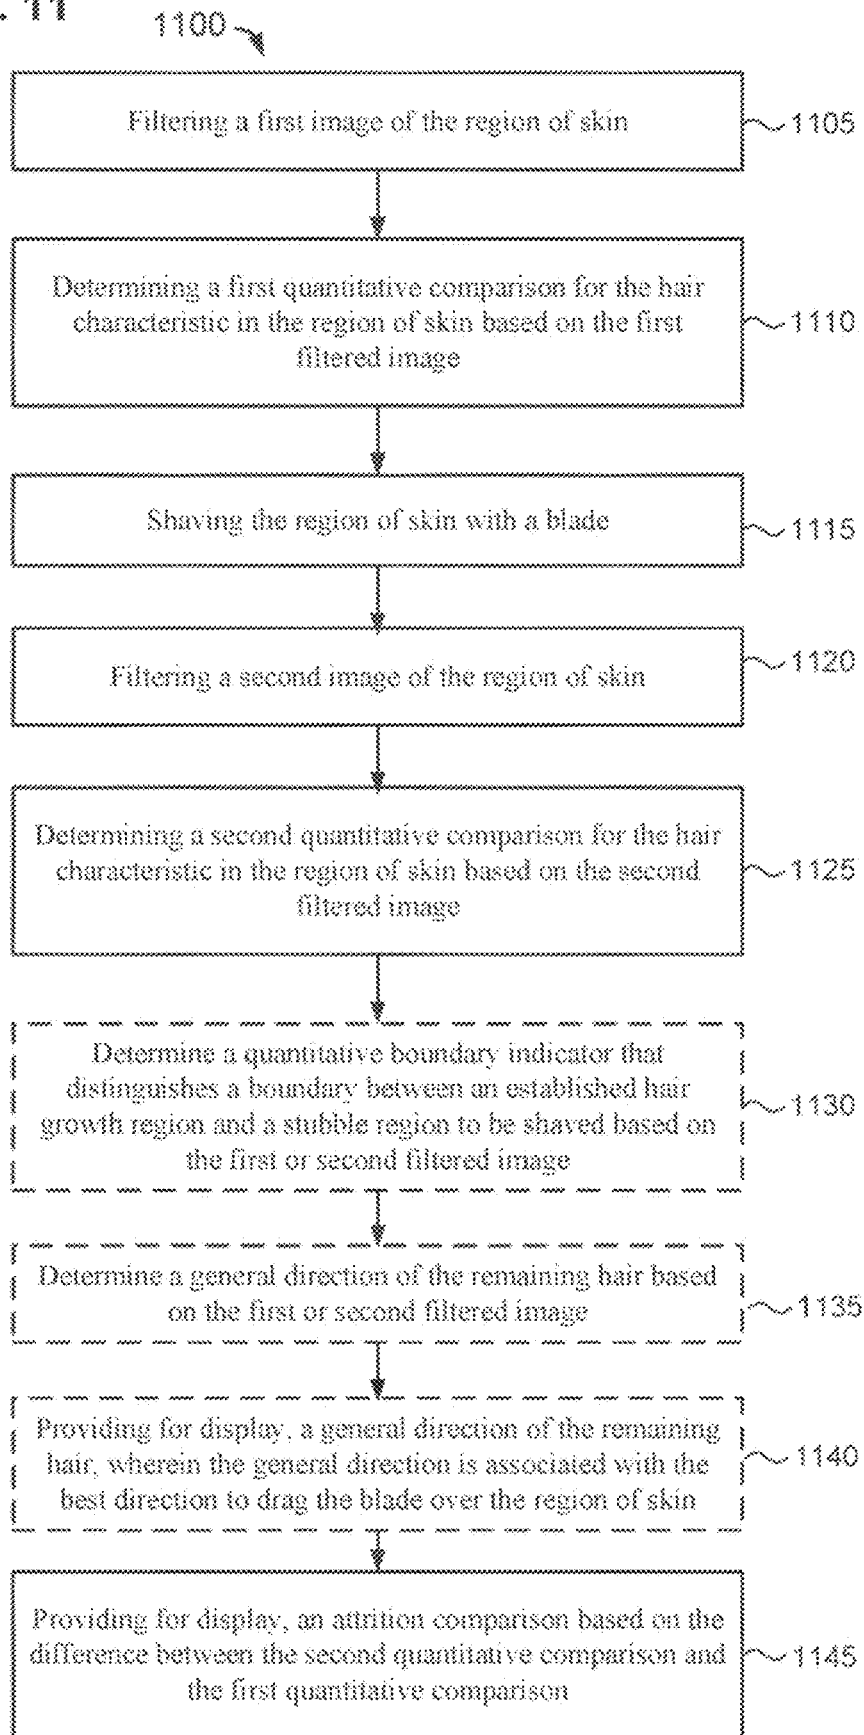 . 11
1100
Filtering a first image of the region of skin
1105
Determining a first quantitative comparison for the hair
characteristic in the region of skin based on the first
filtered image
1110
Shaving the region of skin with a blade
1115
Filtering a second image of the region of skin
1120
Determining a second quantitative comparison for the hair
characteristic in the region of skin based on the second
filtered image
1125
Determine a quantitative boundary indicator that
distinguishes a boundary between an established hair
growth region and a stubble region to be shaved based on
the first or second filtered image
1130
Determine a general direction of the remaining hair based
on the first or second filtered image
1135
Providing for display, a general direction of the remaining
hair, wherein the general direction is associated with the
best direction to drag the blade over the region of skin
1140
Providing for display, an attrition comparison based on the
difference between the second quantitative comparison and
the first quantitative comparison
1145